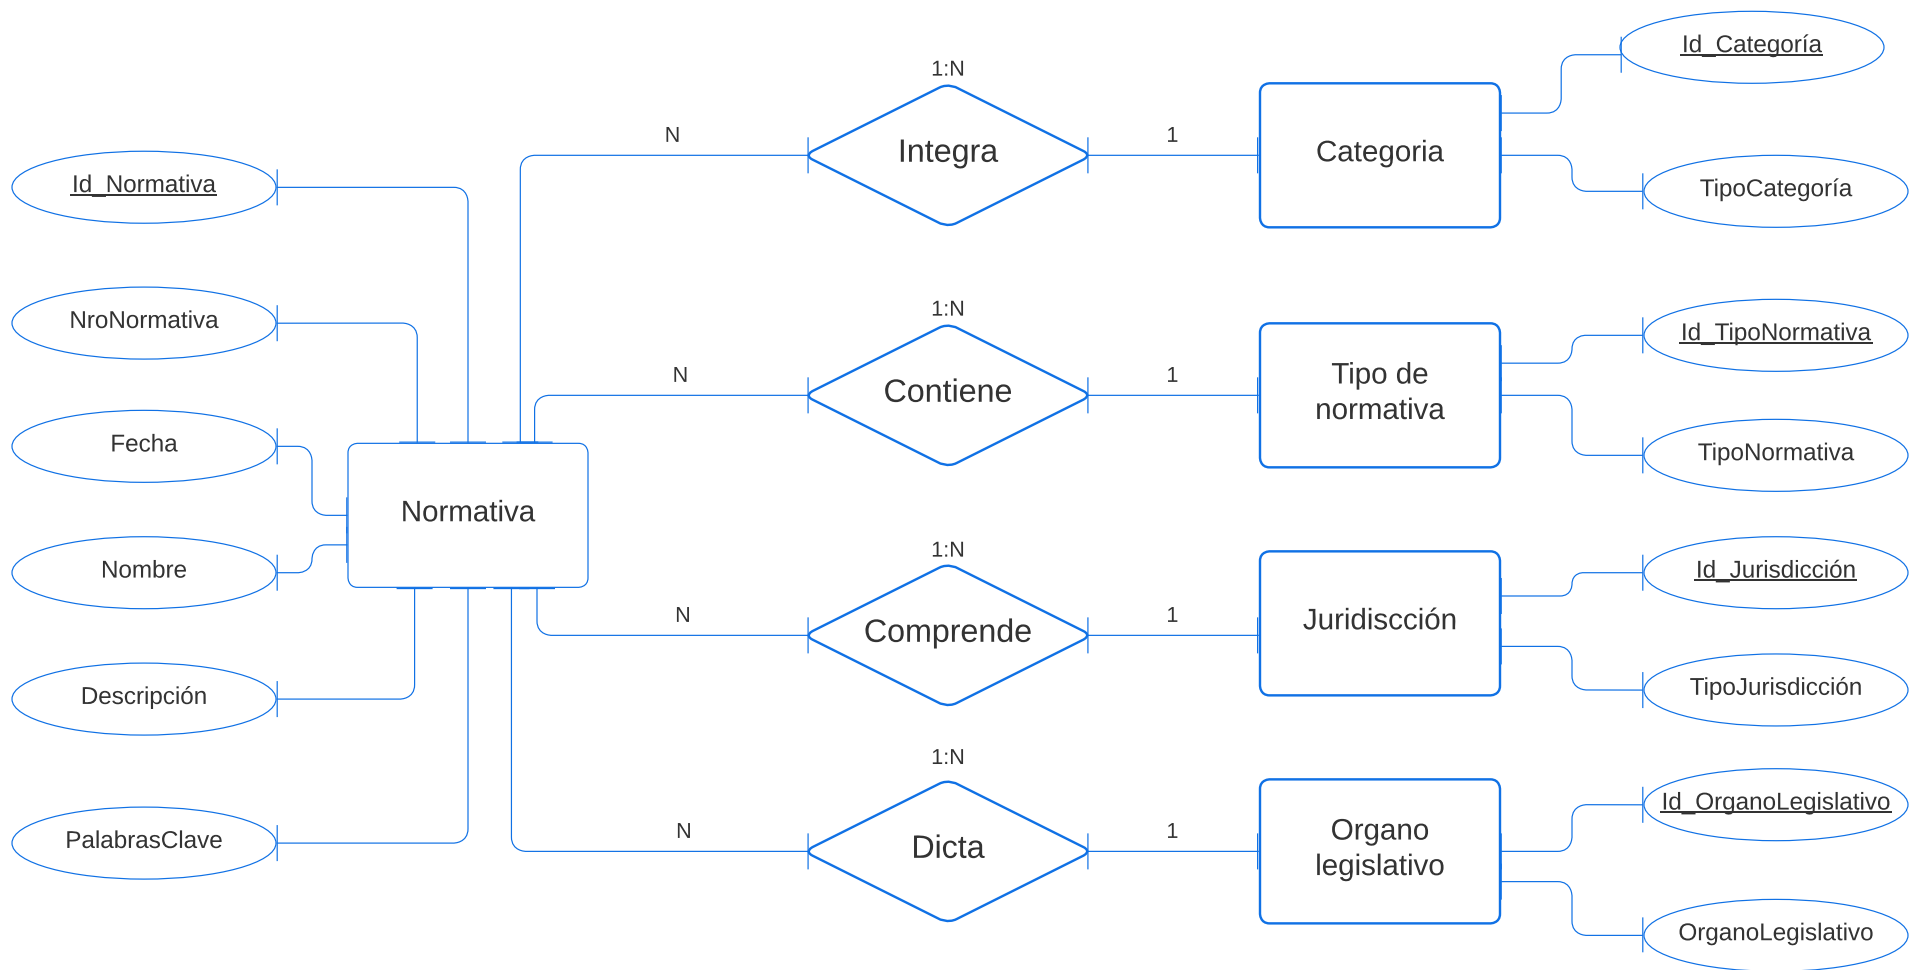 Id_Categoría
1:N
N
Integra
1
Categoria
Id_Normativa
TipoCategoría
NroNormativa
1:N
Id_TipoNormativa
N
Contiene
1
Tipo de
normativa
Fecha
TipoNormativa
Normativa
1:N
Nombre
Id_Jurisdicción
N
Comprende
1
Juridiscción
Descripción
TipoJurisdicción
1:N
Id_OrganoLegislativo
PalabrasClave
N
Dicta
1
Organo
legislativo
OrganoLegislativo